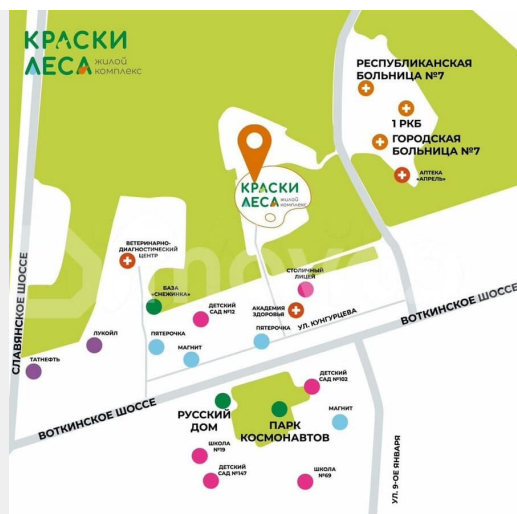 КРАСКИ
ЛЕСА жилой
комплекс
РЕСПУБЛИКАНСКАЯ
БОЛЬНИЦА №7
1 РКБ
ГОРОДСКАЯ
БОЛЬНИЦА №7
АПТЕКА
«АПРЕЛЬ»
КРАСКИ
ЛЕСА жилой
комплекс
ВЕТЕРИНАРНО-
ДИАГНОСТИЧЕСКИЙ
ЦЕНТР
СТОЛИЧНЫЙ
ЛИЦЕЙ
БАЗА
«СМЕЖИНКА»
ДЕТСКИЙ
САД №12
АКАДЕМИЯ
ЗДОРОВЬЯ
УЛ. КУНГУРЦЕВА
ВОТКИНСКОЕ ШОССЕ
СЛАВЯНСКОЕ ШОССЕ
ЛУКОЙЛ
ТАТНЕФТЬ
ПЯТЕРОЧКА
МАГНИТ
ПЯТЕРОЧКА
ДЕТСКИЙ
САД №102
ВОТКИНСКОЕ ШОССЕ
РУССКИЙ
ДОМ
ПАРК
КОСМОНАВТОВ
МАГНИТ
ШКОЛА
№19
ДЕТСКИЙ
САД №147
ШКОЛА
№69
УЛ. 9-ОЕ ЯНВАРЯ